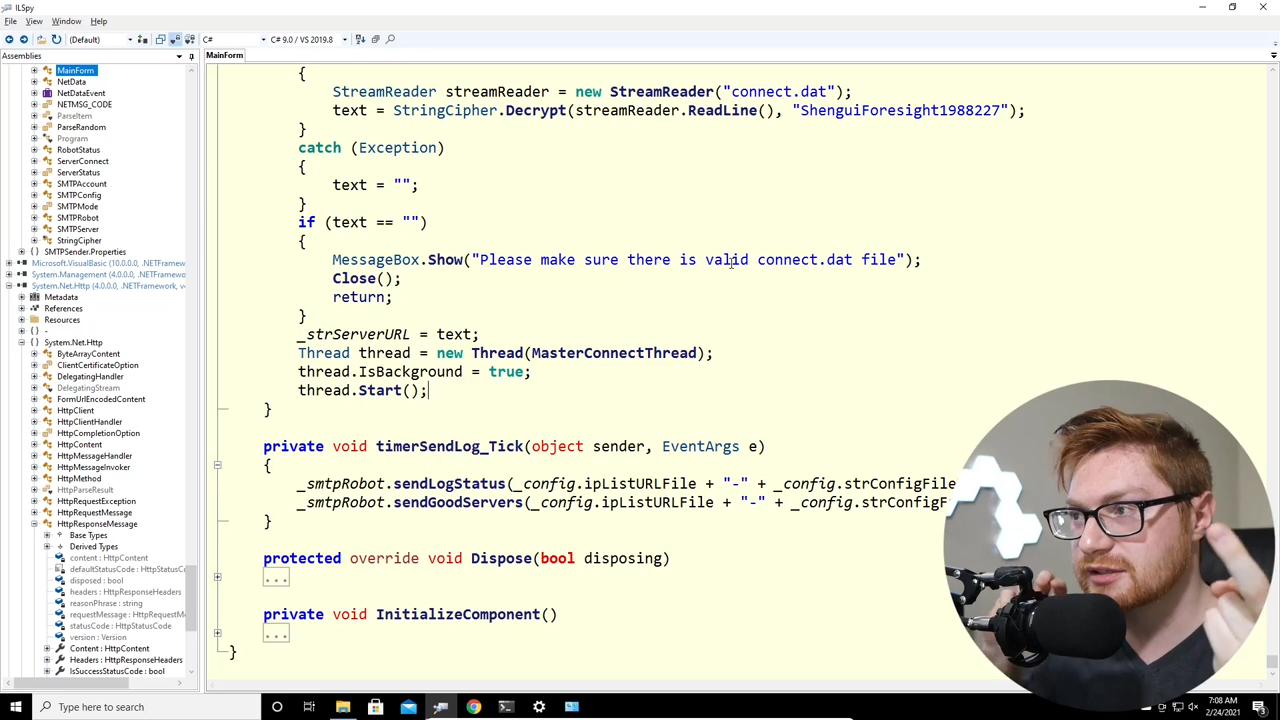 ILSpy
File View Window Help
(Default) C# C# 9.0 / VS 2019.8
Assemblies
MainForm
MainForm
NetData
NetDataEvent
NETMSG_CODE
ParseItem
ParseRandom
Program
RobotStatus
ServerConnect
ServerStatus
SMTPAccount
SMTPConfig
SMTPMode
SMTPRobot
SMTPServer
StringCipher
SMTPSender.Properties
Microsoft.VisualBasic (10.0.0.0, .NETFramework,
System.Management (4.0.0.0, .NETFramework,
System.Net.Http (4.0.0.0, .NETFramework, v
Metadata
References
Resources
-
System.Net.Http
ByteArrayContent
ClientCertificateOption
DelegatingHandler
DelegatingStream
FormUrlEncodedContent
HttpClient
HttpClientHandler
HttpCompletionOption
HttpContent
HttpMessageHandler
HttpMessageInvoker
HttpMethod
HttpParseResult
HttpRequestException
HttpRequestMessage
HttpResponseMessage
Base Types
Derived Types
content : HttpContent
defaultStatusCode : HttpStatusC
disposed : bool
headers : HttpResponseHeaders
reasonPhrase : string
requestMessage : HttpRequestM
statusCode : HttpStatusCode
version : Version
Content : HttpContent
Headers : HttpResponseHeaders
IsSuccessStatusCode : bool
{
StreamReader streamReader = new StreamReader("connect.dat");
text = StringCipher.Decrypt(streamReader.ReadLine(), "ShenguiForesight1988227");
}
catch (Exception)
{
text = "";
}
if (text == "")
{
MessageBox.Show("Please make sure there is valid connect.dat file");
Close();
return;
}
_strServerURL = text;
Thread thread = new Thread(MasterConnectThread);
thread.IsBackground = true;
thread.Start();
}
private void timerSendLog_Tick(object sender, EventArgs e)
{
_smtpRobot.sendLogStatus(_config.ipListURLFile + "-" + _config.strConfigFile
_smtpRobot.sendGoodServers(_config.ipListURLFile + "-" + _config.strConfigF
}
protected override void Dispose(bool disposing)
...
private void InitializeComponent()
...
}
Type here to search
7:08 AM
2/24/2021